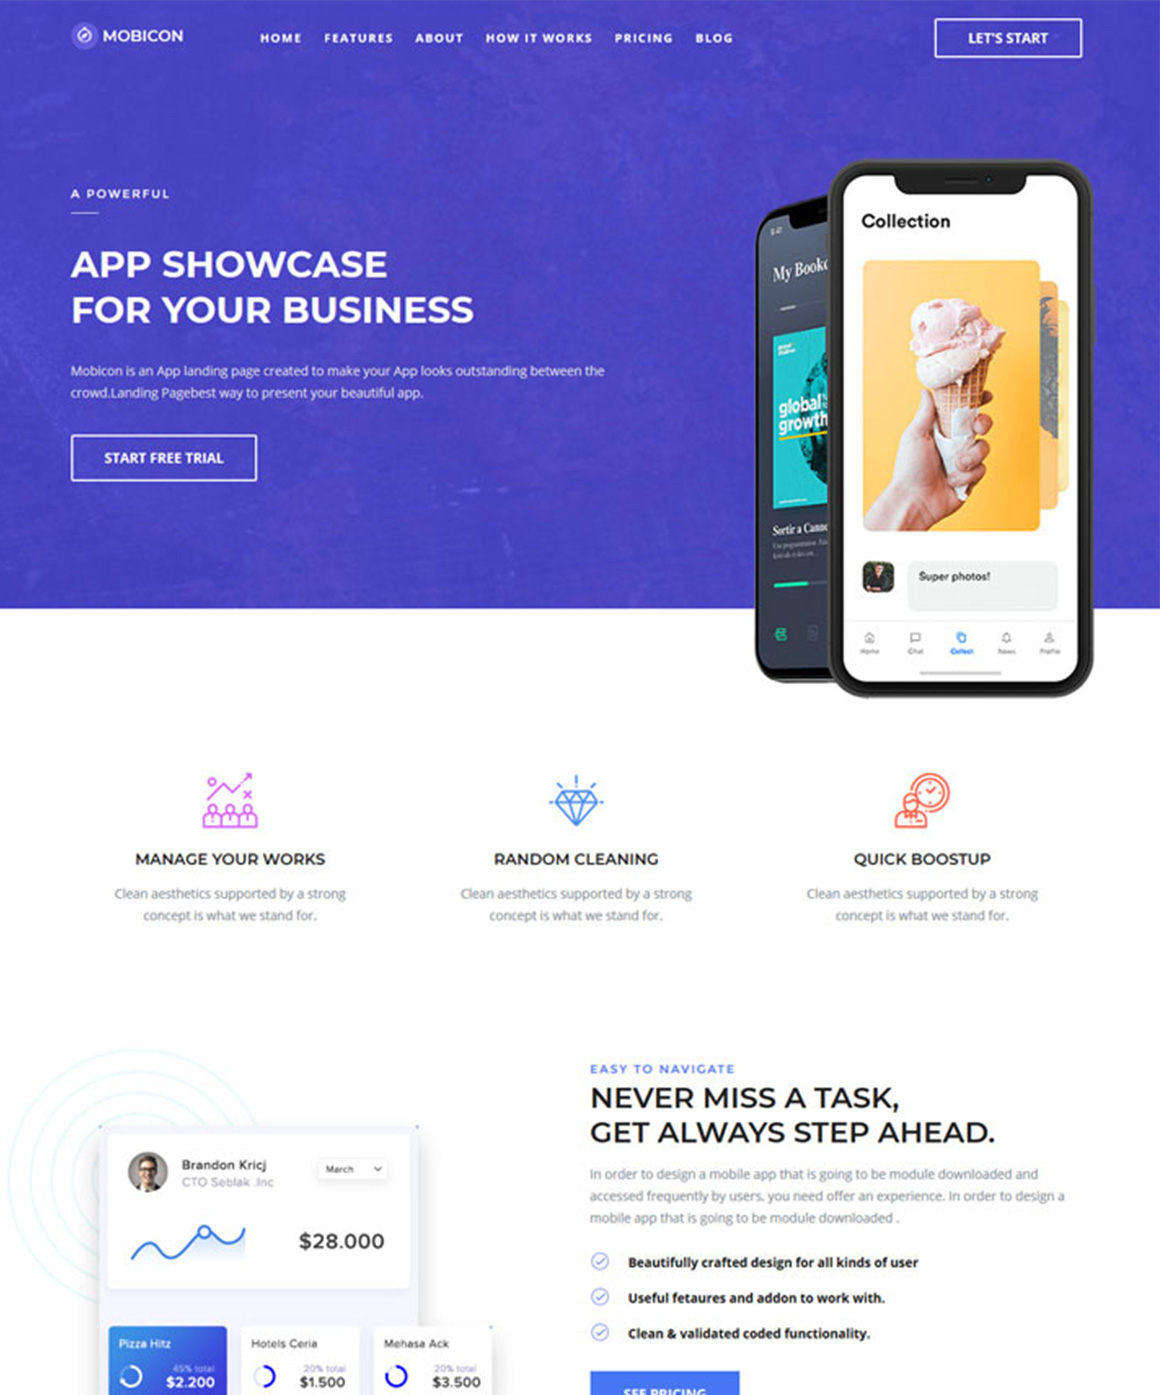 MOBICON
HOME FEATURES ABOUT HOW IT WORKS PRICING BLOG
LET'S START
A POWERFUL
APP SHOWCASE
FOR YOUR BUSINESS
Mobicon is an App landing page created to make your App looks outstanding between the
crowd.Landing Pagebest way to present your beautiful app.
START FREE TRIAL
9:41
My Bookc
global
growth
Sortir a Canne
Collection
Super photos!
Home Chat Collect News Profile
MANAGE YOUR WORKS
Clean aesthetics supported by a strong
concept is what we stand for.
RANDOM CLEANING
Clean aesthetics supported by a strong
concept is what we stand for.
QUICK BOOSTUP
Clean aesthetics supported by a strong
concept is what we stand for.
Brandon Kricj
CTO Seblak .Inc
March
$28.000
Pizza Hitz
45% total
$2.200
Hotels Ceria
20% total
$1.500
Mehasa Ack
20% total
$3.500
EASY TO NAVIGATE
NEVER MISS A TASK,
GET ALWAYS STEP AHEAD.
In order to design a mobile app that is going to be module downloaded and
accessed frequently by users, you need offer an experience. In order to design a
mobile app that is going to be module downloaded .
Beautifully crafted design for all kinds of user
Useful fetaures and addon to work with.
Clean & validated coded functionality.
SEE PRICING